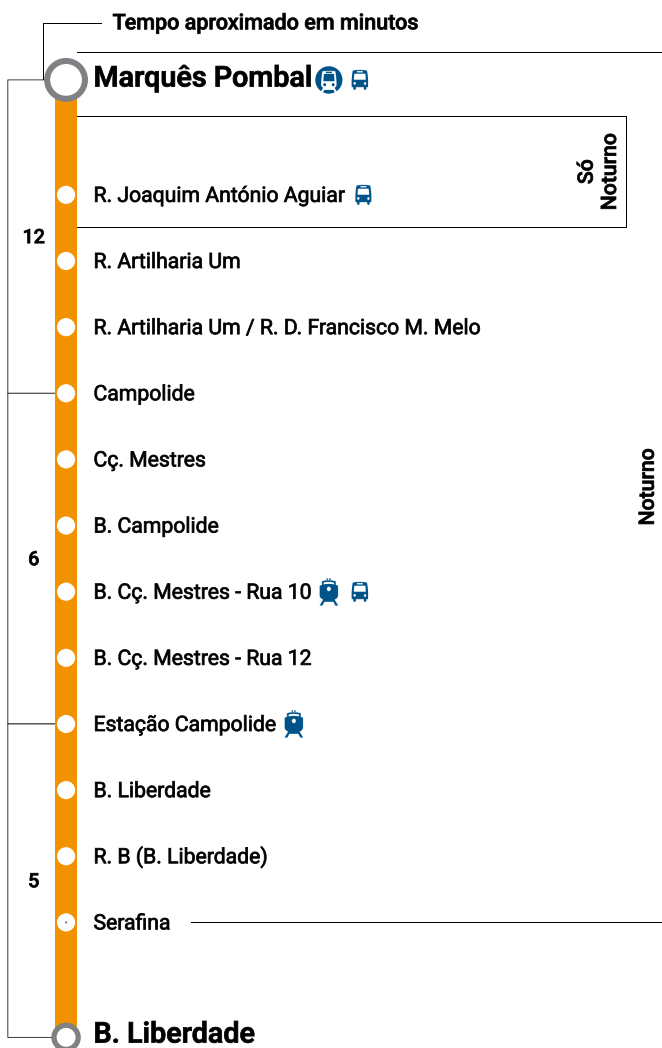 Tempo aproximado em minutos
Marquês Pombal
Só
Noturno
R. Joaquim António Aguiar
12
R. Artilharia Um
R. Artilharia Um / R. D. Francisco M. Melo
Campolide
Cç. Mestres
Noturno
B. Campolide
6
B. Cç. Mestres - Rua 10
B. Cç. Mestres - Rua 12
Estação Campolide
B. Liberdade
R. B (B. Liberdade)
5
Serafina
B. Liberdade